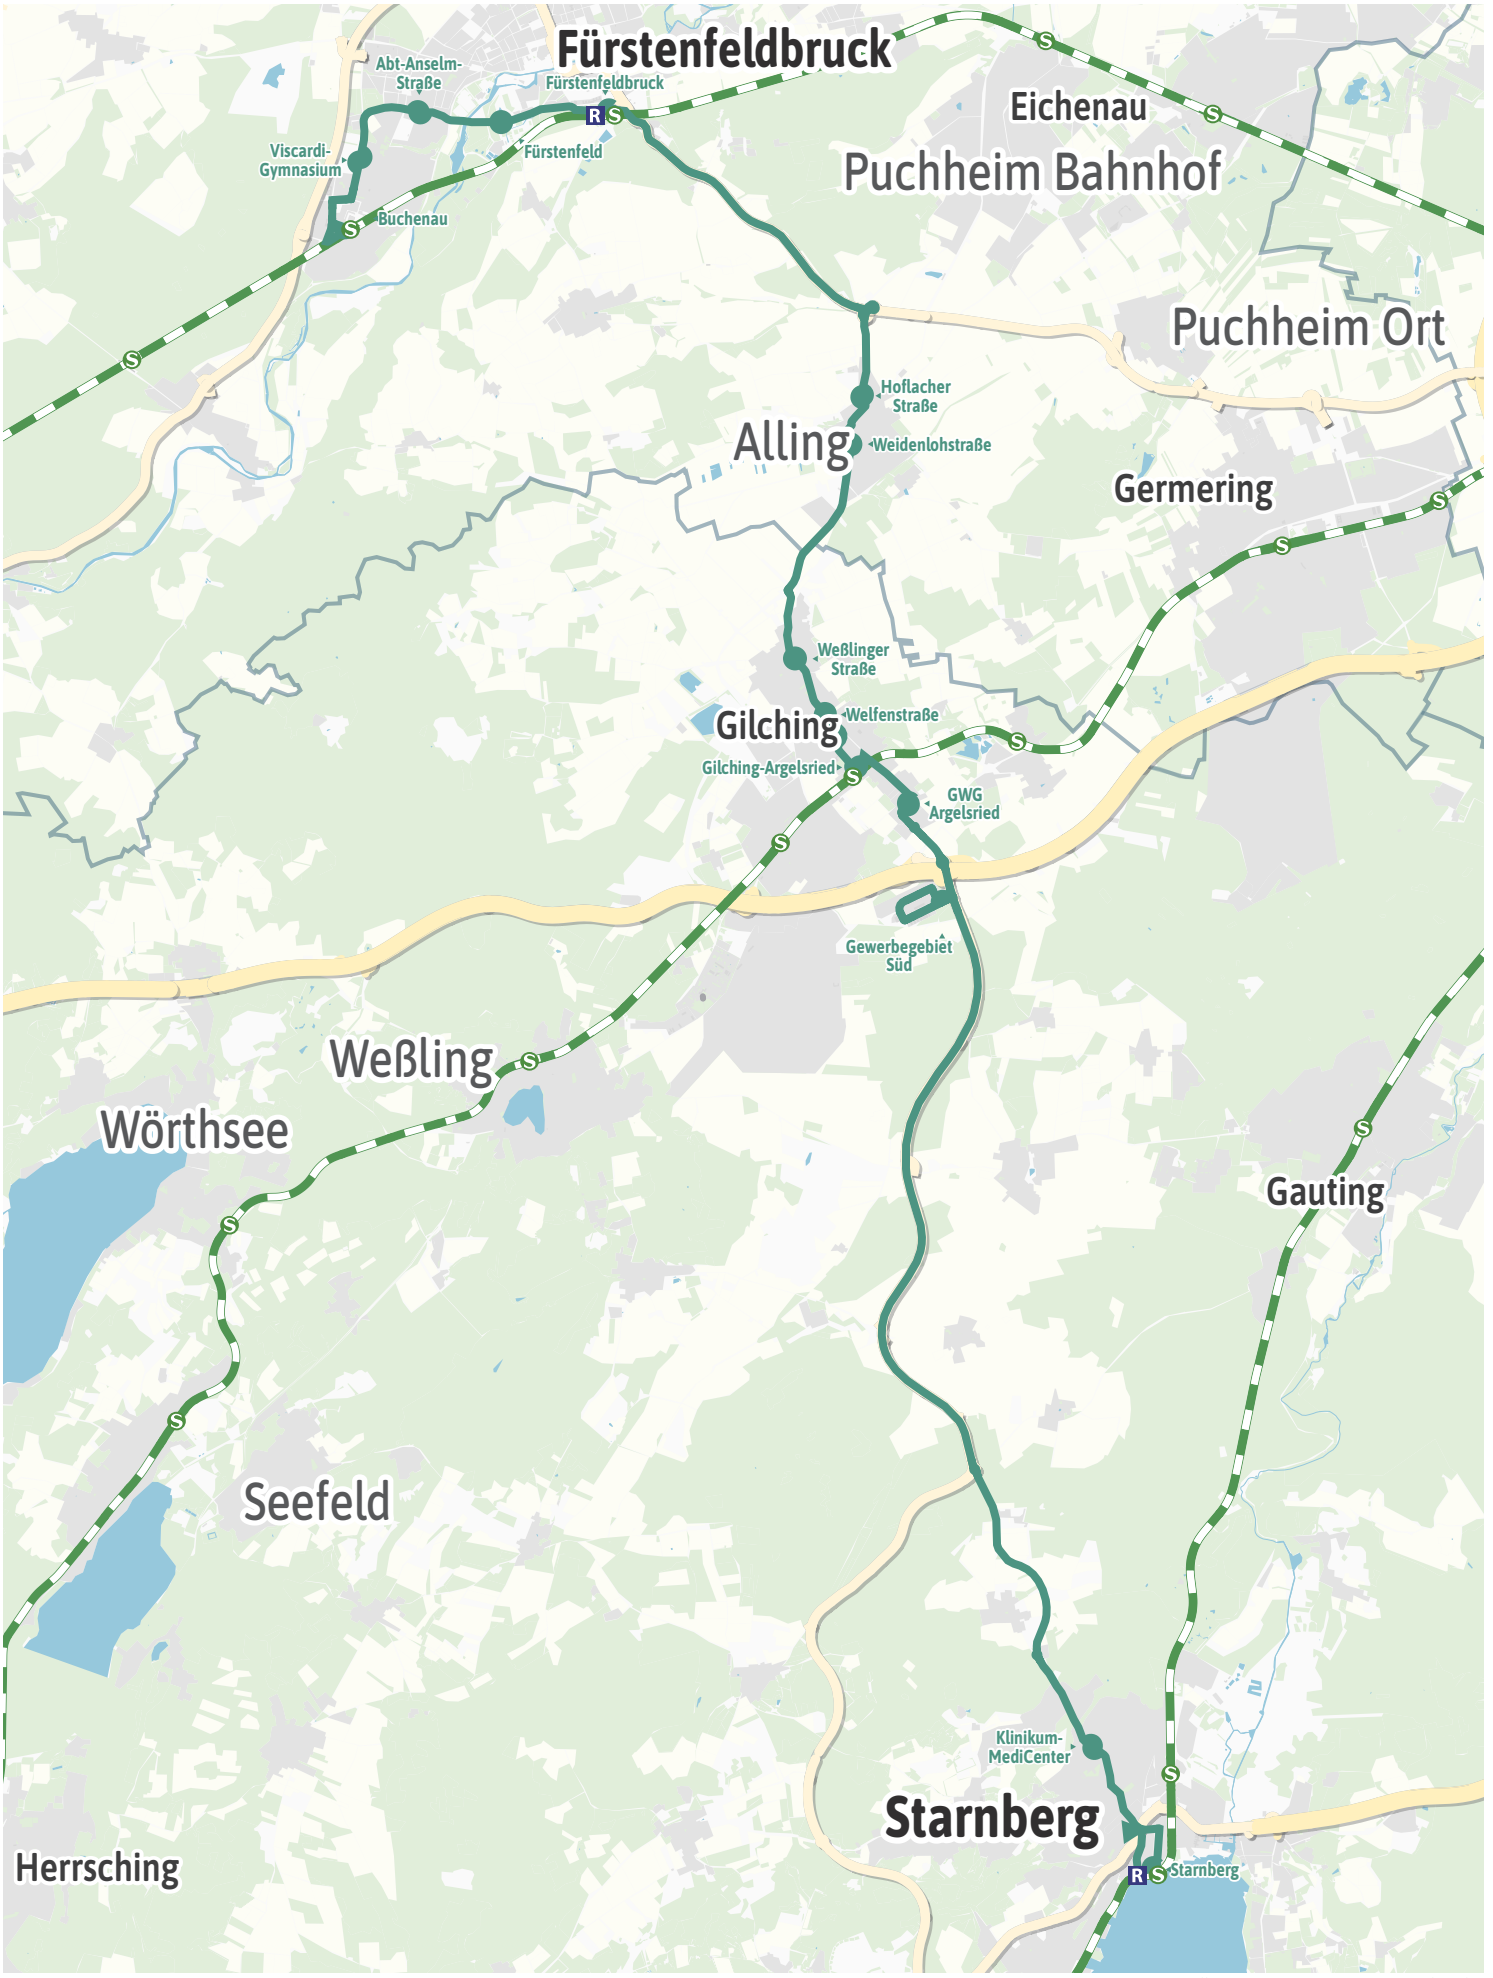 Fürstenfeldbruck
Abt-Anselm-
Straße
Fürstenfeldbruck
S
Eichenau
R S
S
Viscardi-
Gymnasium
Fürstenfeld
Puchheim Bahnhof
Buchenau
S
Puchheim Ort
S
Hoflacher
Straße
Alling
Weidenlohstraße
Germering
S
S
Weßlinger
Straße
Gilching
Welfenstraße
S
Gilching-Argelsried
S
GWG
Argelsried
S
Gewerbegebiet
Süd
Weßling
S
Wörthsee
S
Gauting
S
S
Seefeld
Klinikum-
MediCenter
S
Starnberg
Herrsching
R S
Starnberg